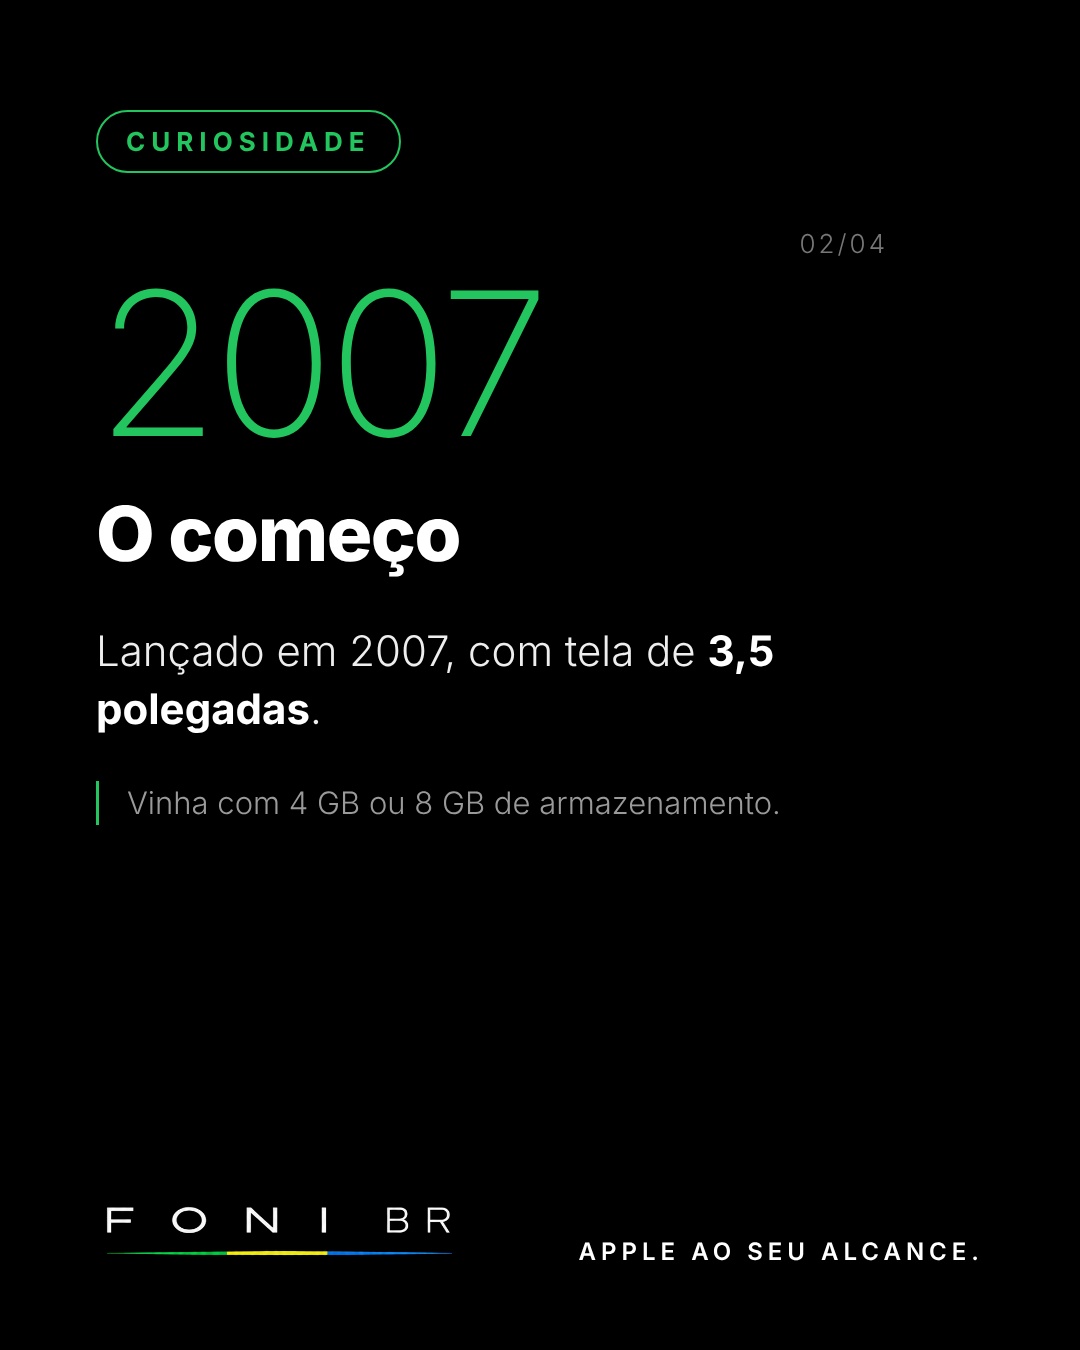 CURIOSIDADE
02/04
2007
O começo
Lançado em 2007, com tela de 3,5
polegadas.
Vinha com 4 GB ou 8 GB de armazenamento.
FONI BR
APPLE AO SEU ALCANCE.